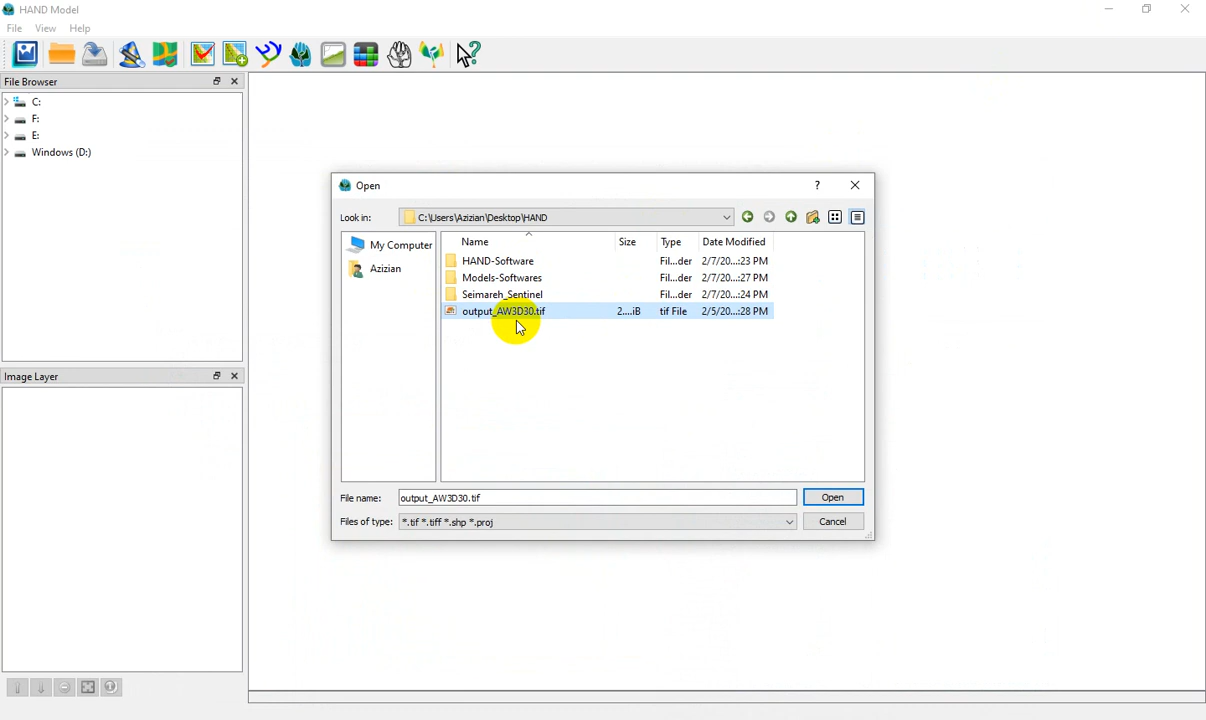 HAND Model
File View Help
File Browser
C:
F:
E:
Windows (D:)
Image Layer
Open
?
Look in: C:\Users\Azizian\Desktop\HAND
My Computer
Azizian
Name Size Type Date Modified
HAND-Software Fil...der 2/7/20...:23 PM
Models-Softwares Fil...der 2/7/20...:27 PM
Seimareh_Sentinel Fil...der 2/7/20...:24 PM
output_AW3D30.tif 2....iB tif File 2/5/20...:28 PM
File name: output_AW3D30.tif Open
Files of type: *.tif *.tiff *.shp *.proj Cancel